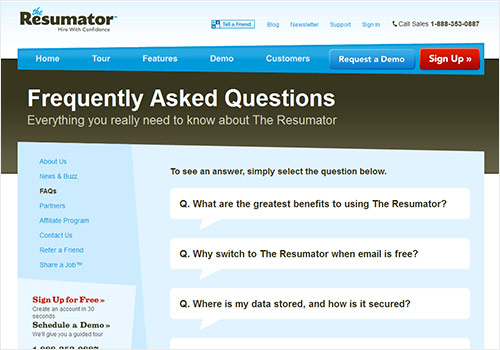 the
Resumator™
Hire With Confidence
Tell a Friend
Blog
Newsletter
Support
Sign In
Call Sales 1-888-353-0887
Home
Tour
Features
Demo
Customers
Request a Demo
Sign Up »
Frequently Asked Questions
Everything you really need to know about The Resumator
About Us
News & Buzz
FAQs
Partners
Affiliate Program
Contact Us
Refer a Friend
Share a Job™
Sign Up for Free »
Create an account in 30
seconds
Schedule a Demo »
We'll give you a guided tour
1-888-353-0887
To see an answer, simply select the question below.
Q. What are the greatest benefits to using The Resumator?
Q. Why switch to The Resumator when email is free?
Q. Where is my data stored, and how is it secured?